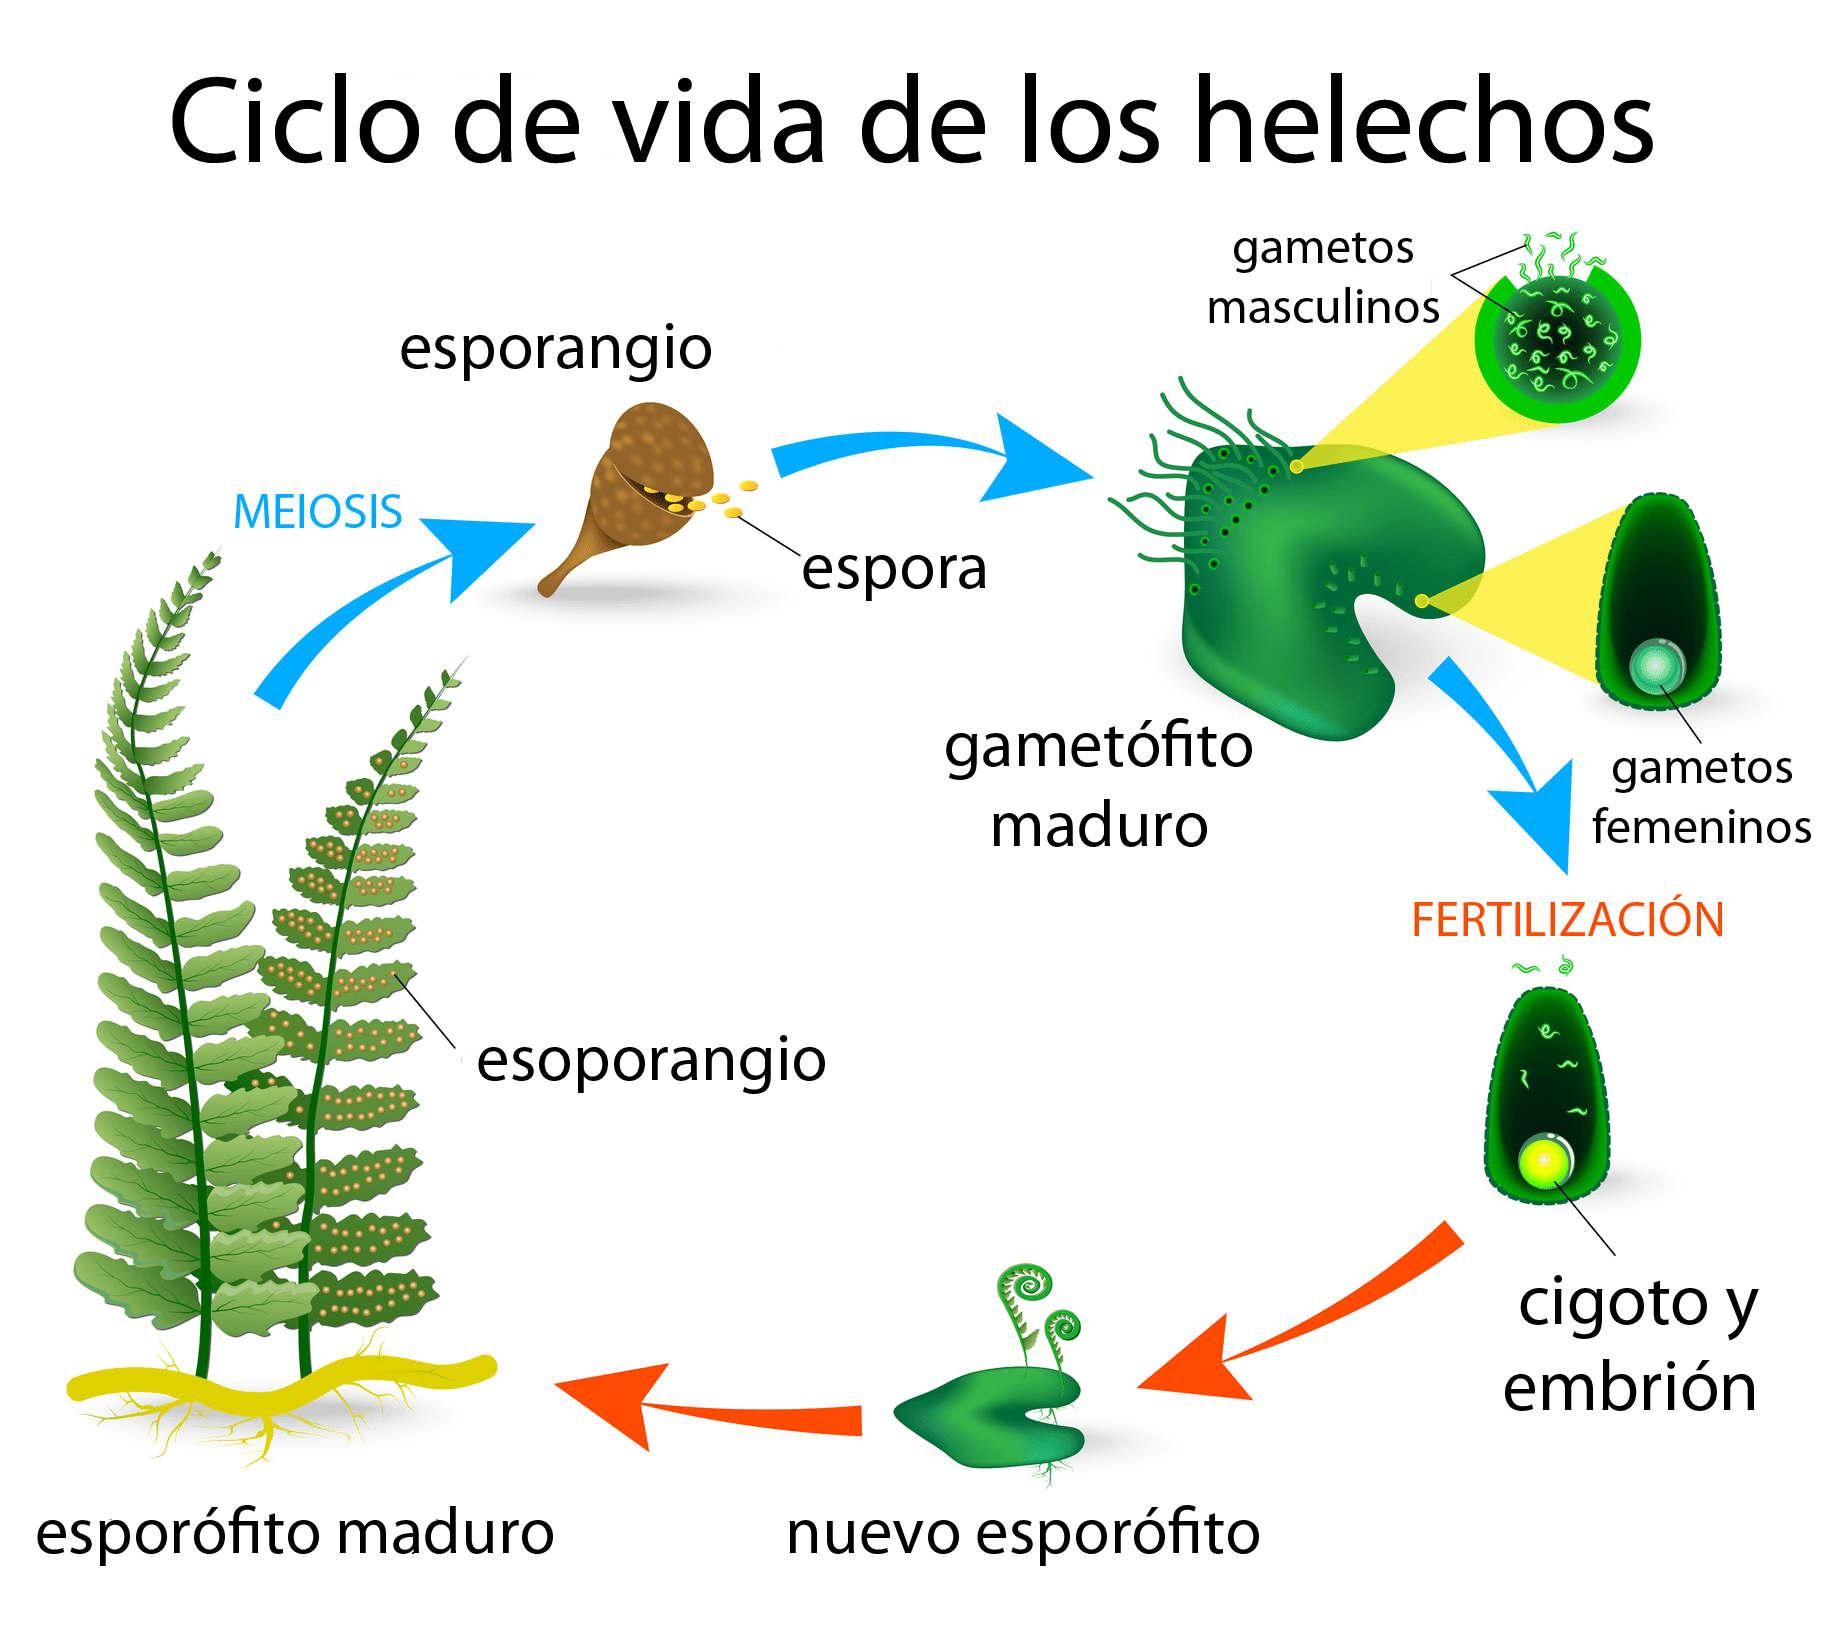 Ciclo de vida de los helechos
gametos
masculinos
esporangio
MEIOSIS
espora
gametófito
maduro
gametos
femeninos
FERTILIZACIÓN
esoporangio
cigoto y
embrión
esporófito maduro
nuevo esporófito